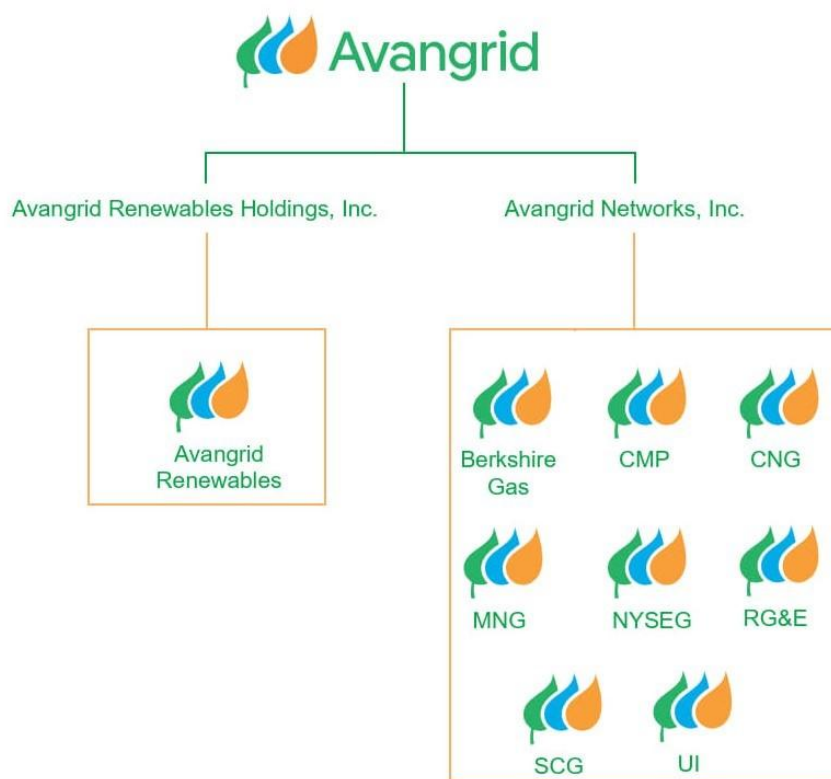 Avangrid
Avangrid Renewables Holdings, Inc.
Avangrid Networks, Inc.
Avangrid
Renewables
Berkshire
Gas
CMP
CNG
MNG
NYSEG
RG&E
SCG
UI